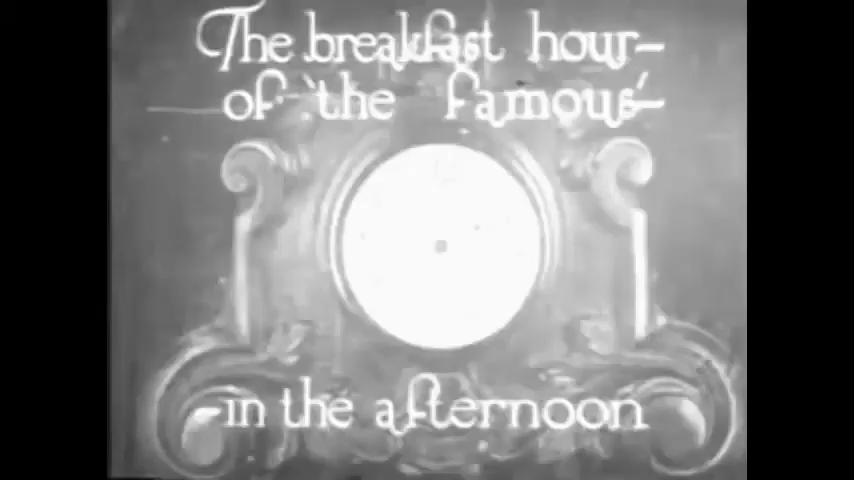 The breakfast hour—
of 'the famous'—
-in the afternoon